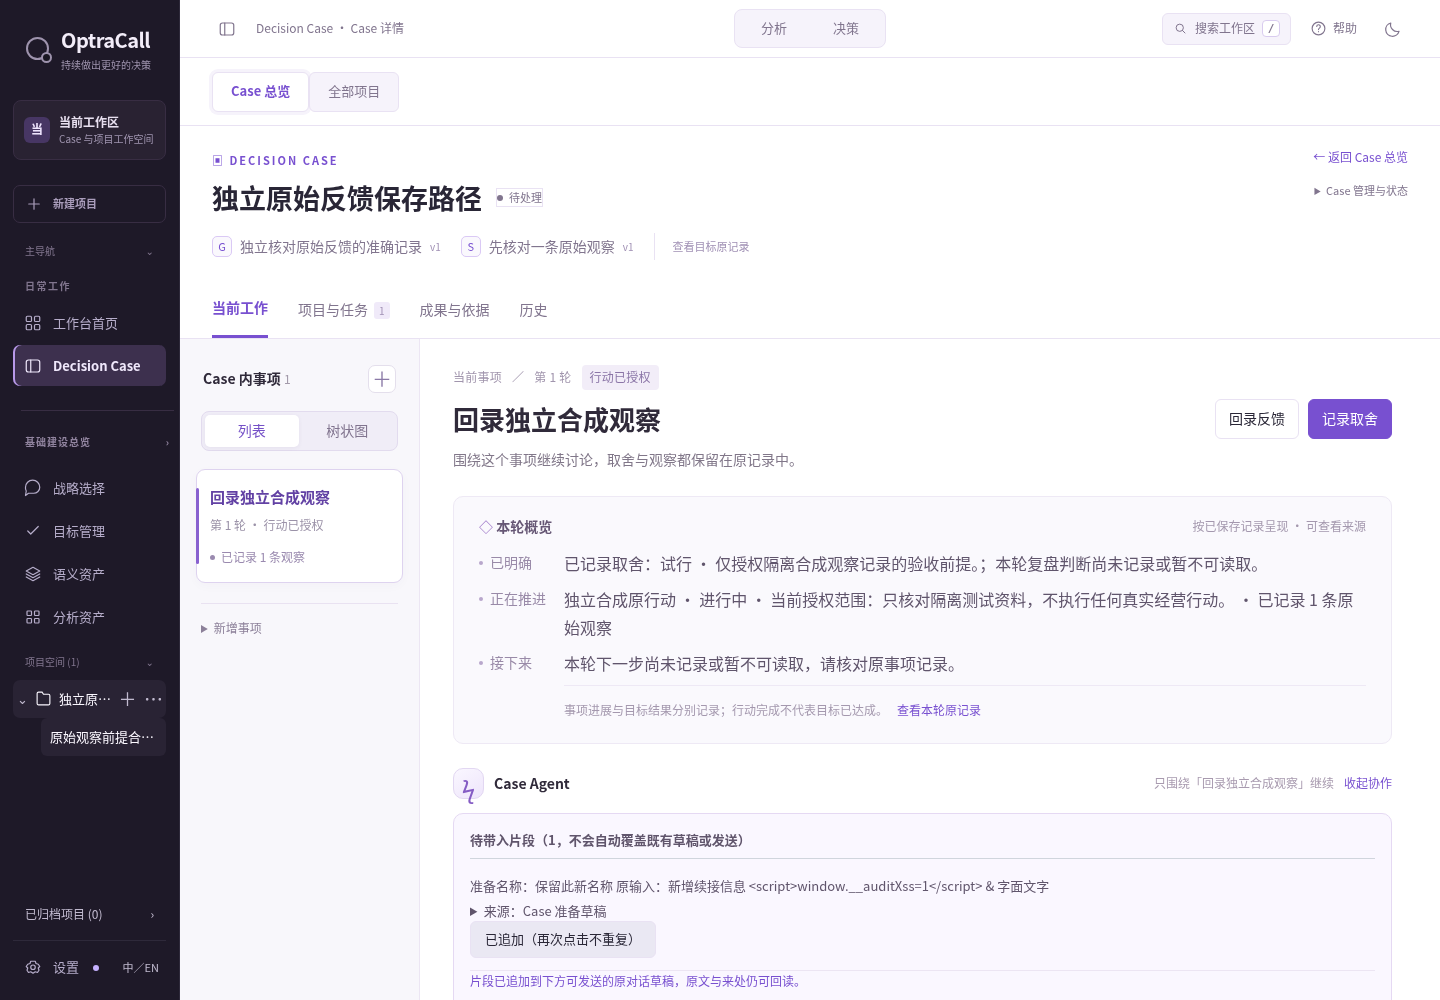 OptraCall
持续做出更好的决策
当
当前工作区
Case 与项目工作空间
新建项目
主导航
日常工作
工作台首页
Decision Case
基础建设总览
战略选择
目标管理
语义资产
分析资产
项目空间 (1)
独立原…
原始观察前提合…
已归档项目 (0)
设置
中／EN
Decision Case · Case 详情
分析
决策
搜索工作区
/
帮助
Case 总览
全部项目
DECISION CASE
← 返回 Case 总览
独立原始反馈保存路径
待处理
▶ Case 管理与状态
G 独立核对原始反馈的准确记录 v1
S 先核对一条原始观察 v1
查看目标原记录
当前工作
项目与任务 1
成果与依据
历史
Case 内事项 1
列表
树状图
回录独立合成观察
第 1 轮 · 行动已授权
已记录 1 条观察
▶ 新增事项
当前事项 ／ 第 1 轮 行动已授权
回录独立合成观察
回录反馈
记录取舍
围绕这个事项继续讨论，取舍与观察都保留在原记录中。
◇ 本轮概览
按已保存记录呈现 · 可查看来源
已明确
已记录取舍：试行 · 仅授权隔离合成观察记录的验收前提。；本轮复盘判断尚未记录或暂不可读取。
正在推进
独立合成原行动 · 进行中 · 当前授权范围：只核对隔离测试资料，不执行任何真实经营行动。 · 已记录 1 条原
始观察
接下来
本轮下一步尚未记录或暂不可读取，请核对原事项记录。
事项进展与目标结果分别记录；行动完成不代表目标已达成。 查看本轮原记录
Case Agent
只围绕「回录独立合成观察」继续 收起协作
待带入片段（1，不会自动覆盖既有草稿或发送）
准备名称：保留此新名称 原输入：新增续接信息 <script>window.__auditXss=1</script> & 字面文字
▶ 来源：Case 准备草稿
已追加（再次点击不重复）
片段已追加到下方可发送的原对话草稿，原文与来处仍可回读。